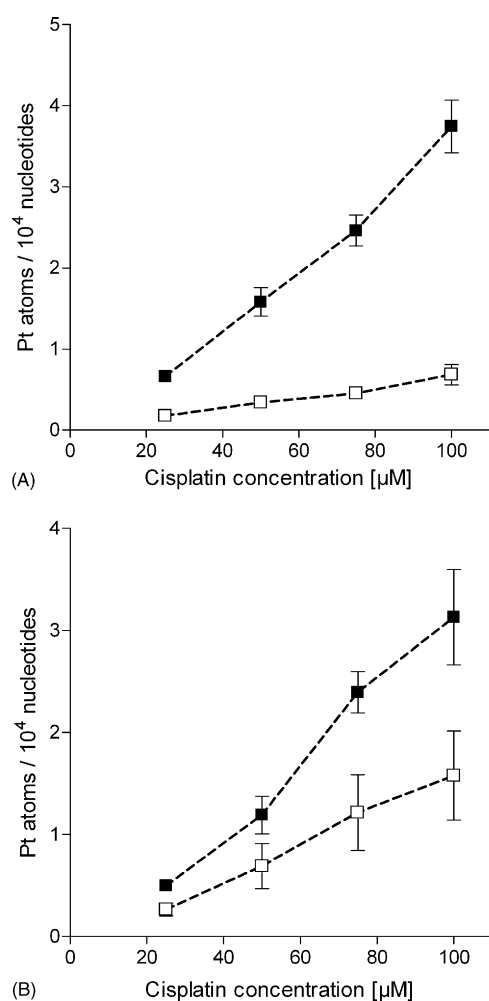 5
4
3
2
1
0
Pt atoms / 10⁴ nucleotides
0 20 40 60 80 100
(A) Cisplatin concentration [µM]
4
3
2
1
0
Pt atoms / 10⁴ nucleotides
0 20 40 60 80 100
(B) Cisplatin concentration [µM]